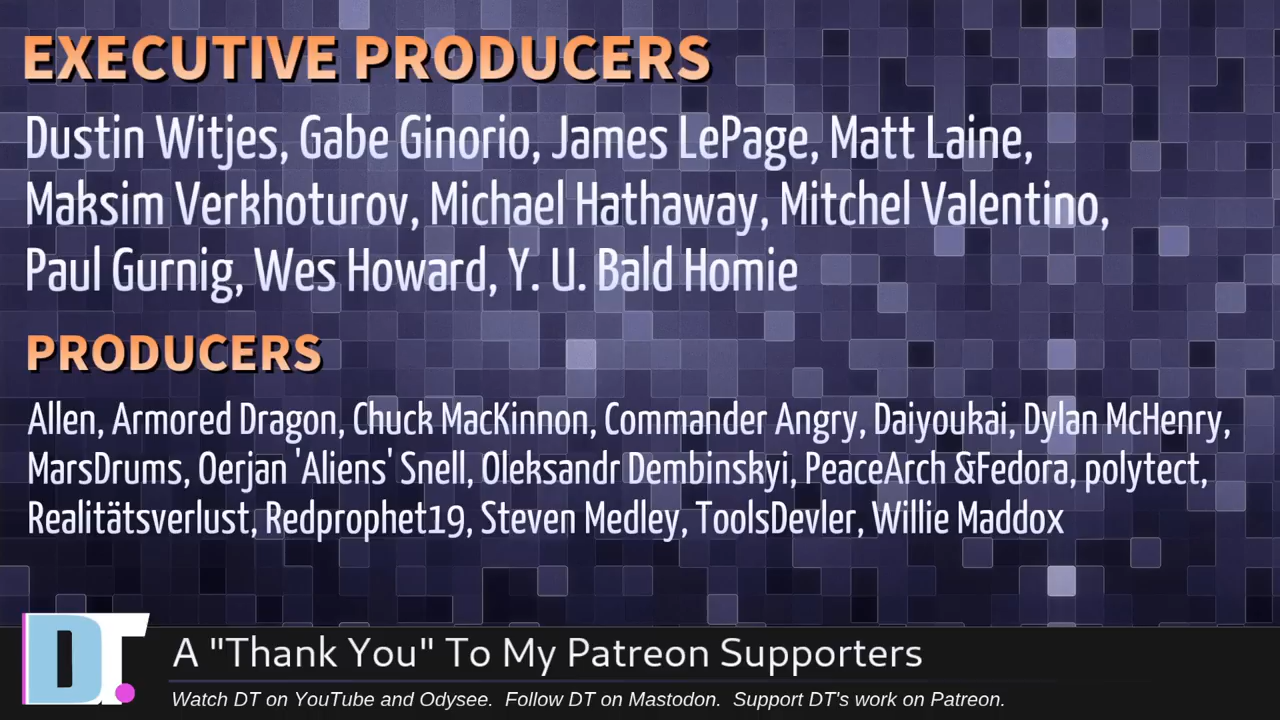 EXECUTIVE PRODUCERS
Dustin Witjes, Gabe Ginorio, James LePage, Matt Laine,
Maksim Verkhoturov, Michael Hathaway, Mitchel Valentino,
Paul Gurnig, Wes Howard, Y. U. Bald Homie
PRODUCERS
Allen, Armored Dragon, Chuck MacKinnon, Commander Angry, Daiyoukai, Dylan McHenry,
MarsDrums, Oerjan 'Aliens' Snell, Oleksandr Dembinskyi, PeaceArch &Fedora, polytect,
Realitätsverlust, Redprophet19, Steven Medley, ToolsDevler, Willie Maddox
DT
A "Thank You" To My Patreon Supporters
Watch DT on YouTube and Odysee. Follow DT on Mastodon. Support DT's work on Patreon.